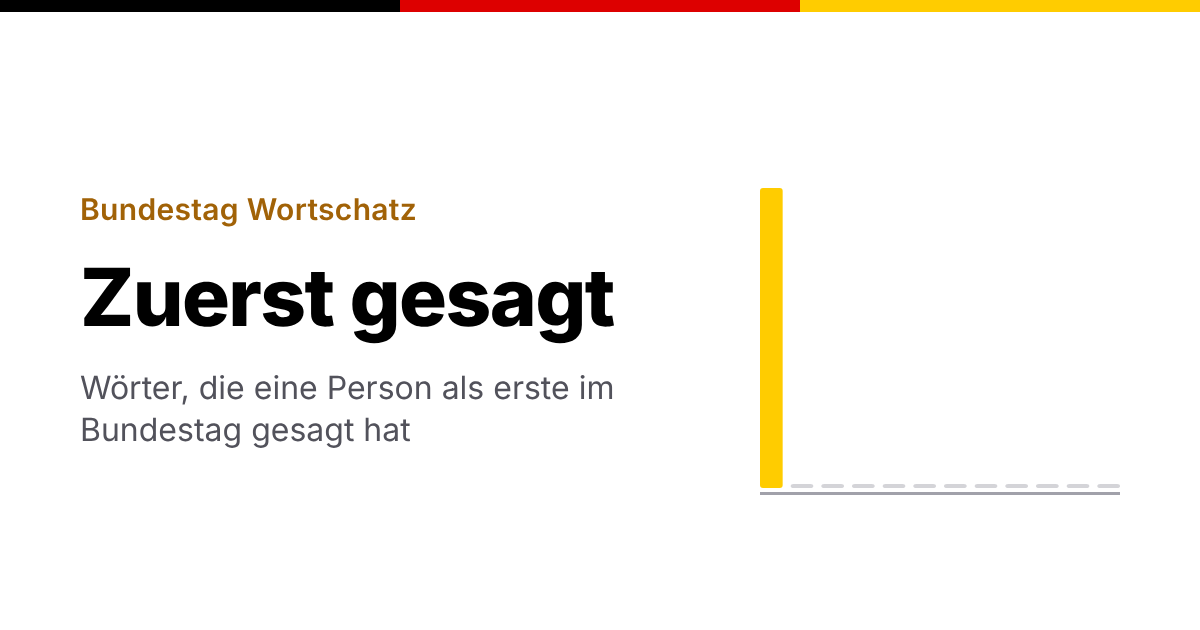 Bundestag Wortschatz
Zuerst gesagt
Wörter, die eine Person als erste im
Bundestag gesagt hat